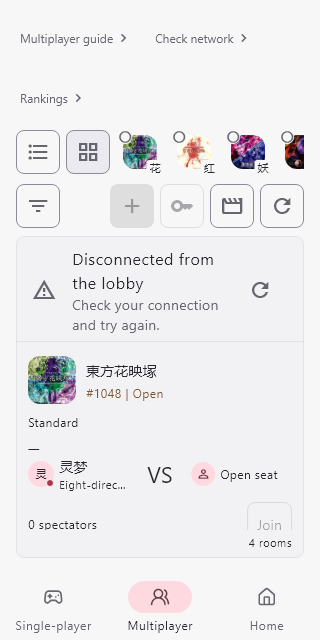 Multiplayer guide
Check network
Rankings
花
红
妖
Disconnected from
the lobby
Check your connection
and try again.
東方花映塚
#1048 | Open
Standard
—
灵
灵梦
Eight-direc...
VS
Open seat
0 spectators
Join
4 rooms
Single-player
Multiplayer
Home